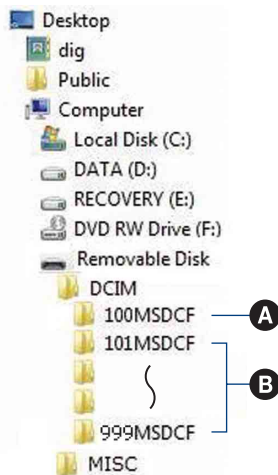 Desktop
dig
Public
Computer
Local Disk (C:)
DATA (D:)
RECOVERY (E:)
DVD RW Drive (F:)
Removable Disk
DCIM
100MSDCF A
101MSDCF
B
999MSDCF
MISC